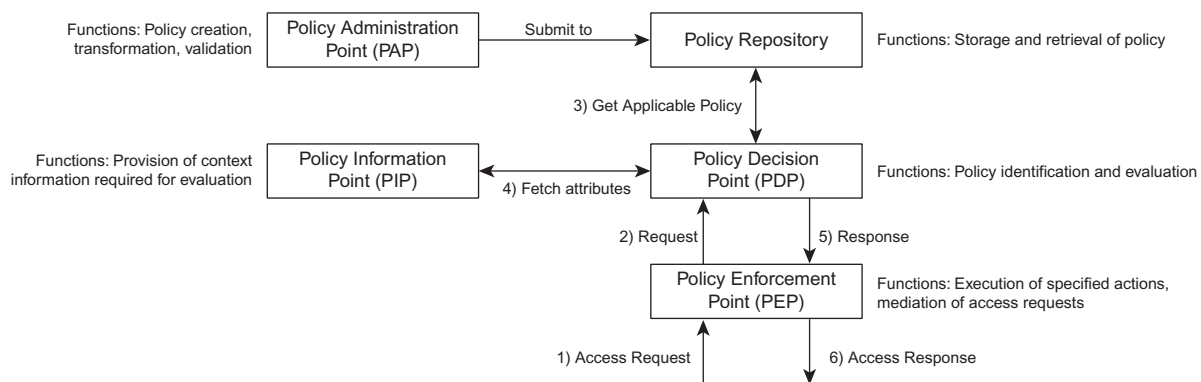 Functions: Policy creation,
transformation, validation
Policy Administration
Point (PAP)
Submit to
Policy Repository
Functions: Storage and retrieval of policy
3) Get Applicable Policy
Functions: Provision of context
information required for evaluation
Policy Information
Point (PIP)
4) Fetch attributes
Policy Decision
Point (PDP)
Functions: Policy identification and evaluation
2) Request
5) Response
Policy Enforcement
Point (PEP)
Functions: Execution of specified actions,
mediation of access requests
1) Access Request
6) Access Response